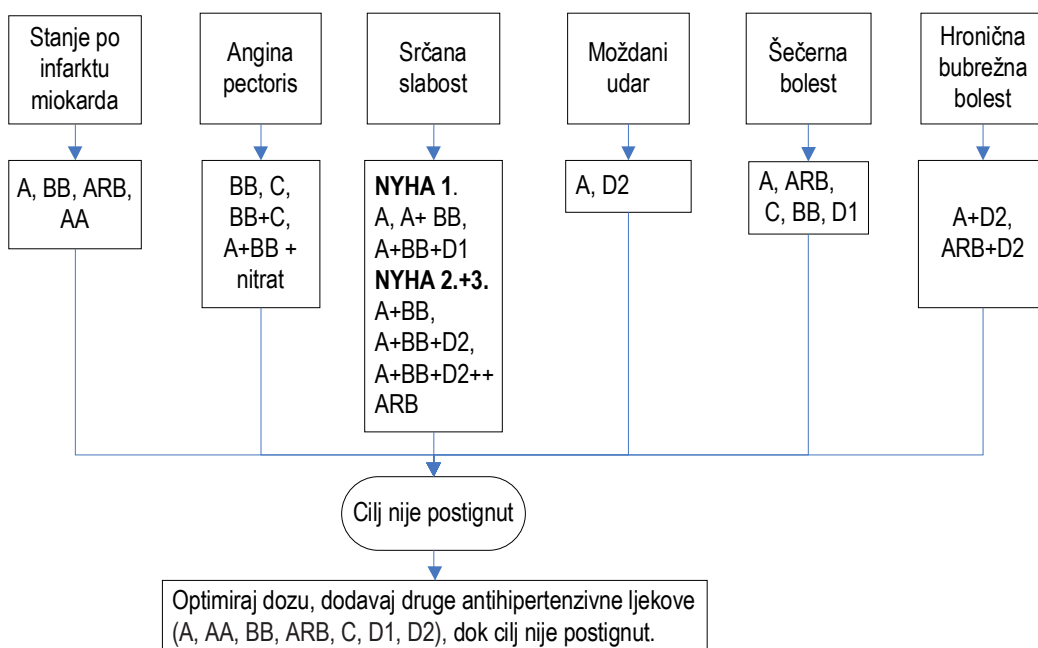 Stanje po
infarktu
miokarda
Angina
pectoris
Srčana
slabost
Moždani
udar
Šečerna
bolest
Hronična
bubrežna
bolest
A, BB, ARB,
AA
BB, C,
BB+C,
A+BB +
nitrat
NYHA 1.
A, A+ BB,
A+BB+D1
NYHA 2.+3.
A+BB,
A+BB+D2,
A+BB+D2++
ARB
A, D2
A, ARB,
C, BB, D1
A+D2,
ARB+D2
Cilj nije postignut
Optimiraj dozu, dodavaj druge antihipertenzivne ljekove
(A, AA, BB, ARB, C, D1, D2), dok cilj nije postignut.